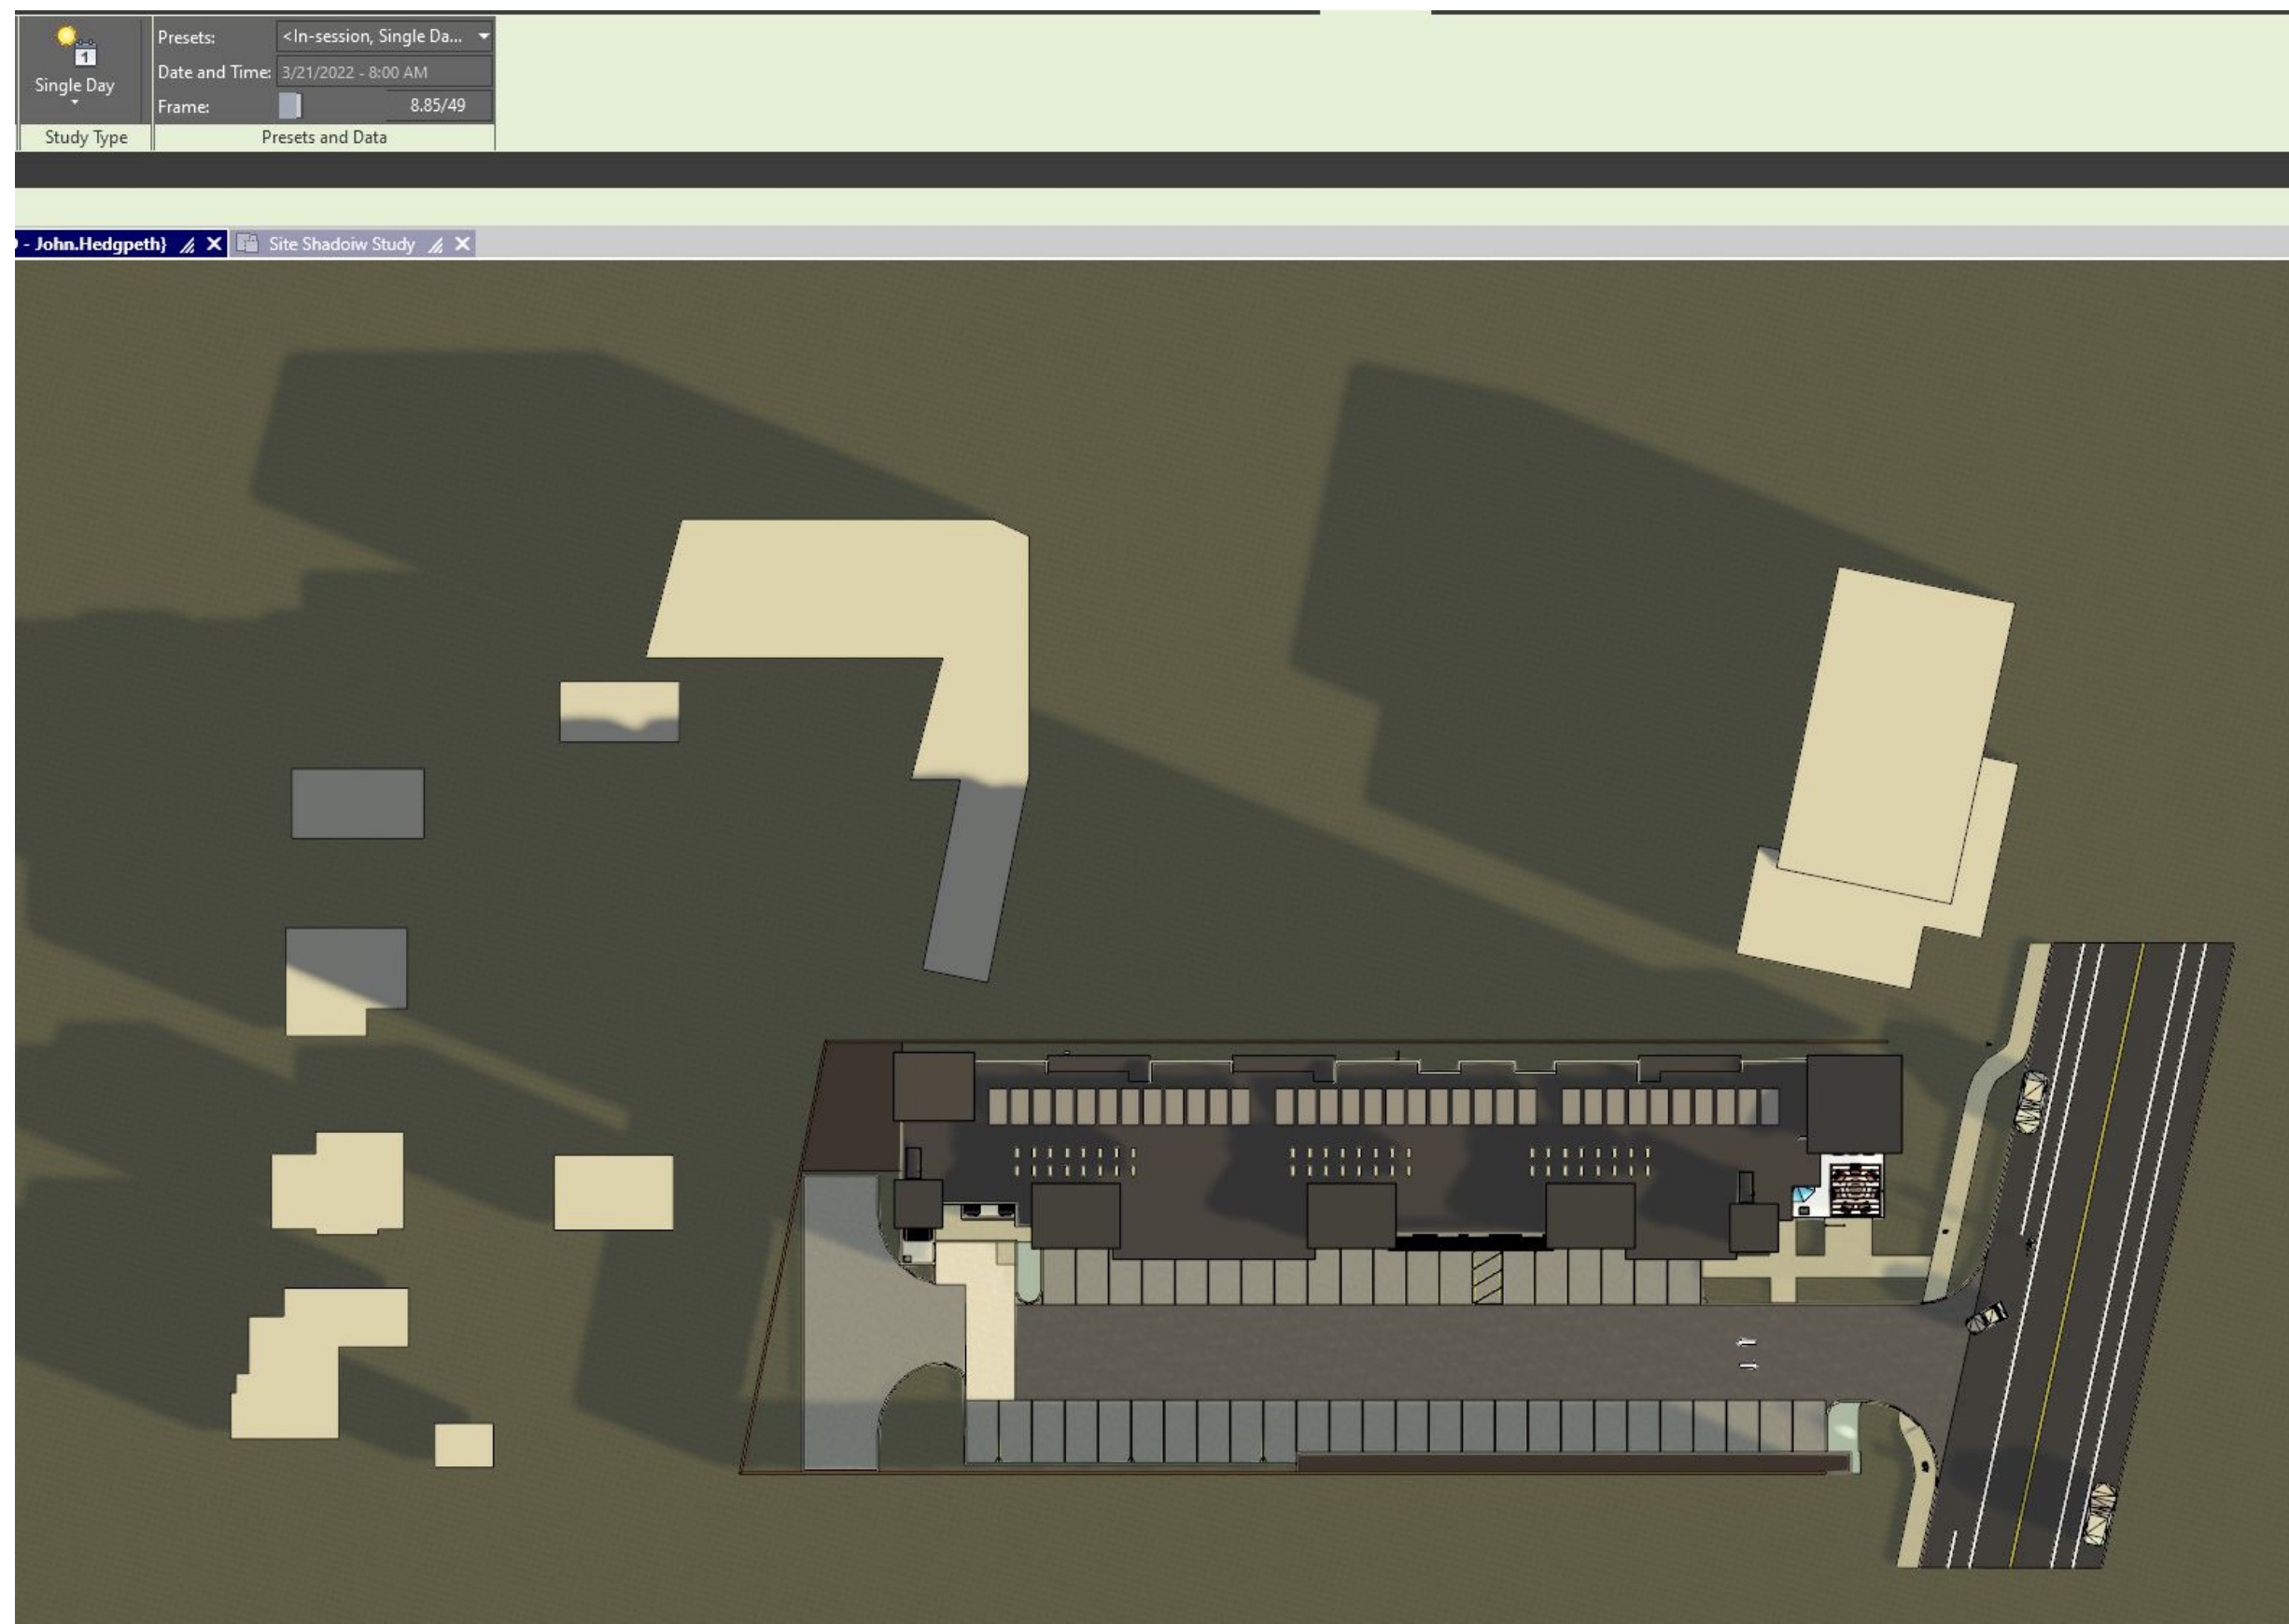 Presets:
<In-session, Single Da...
1
Single Day
Date and Time:
3/21/2022 - 8:00 AM
Frame:
8.85/49
Study Type
Presets and Data
- John.Hedgpeth}
Site Shadoiw Study